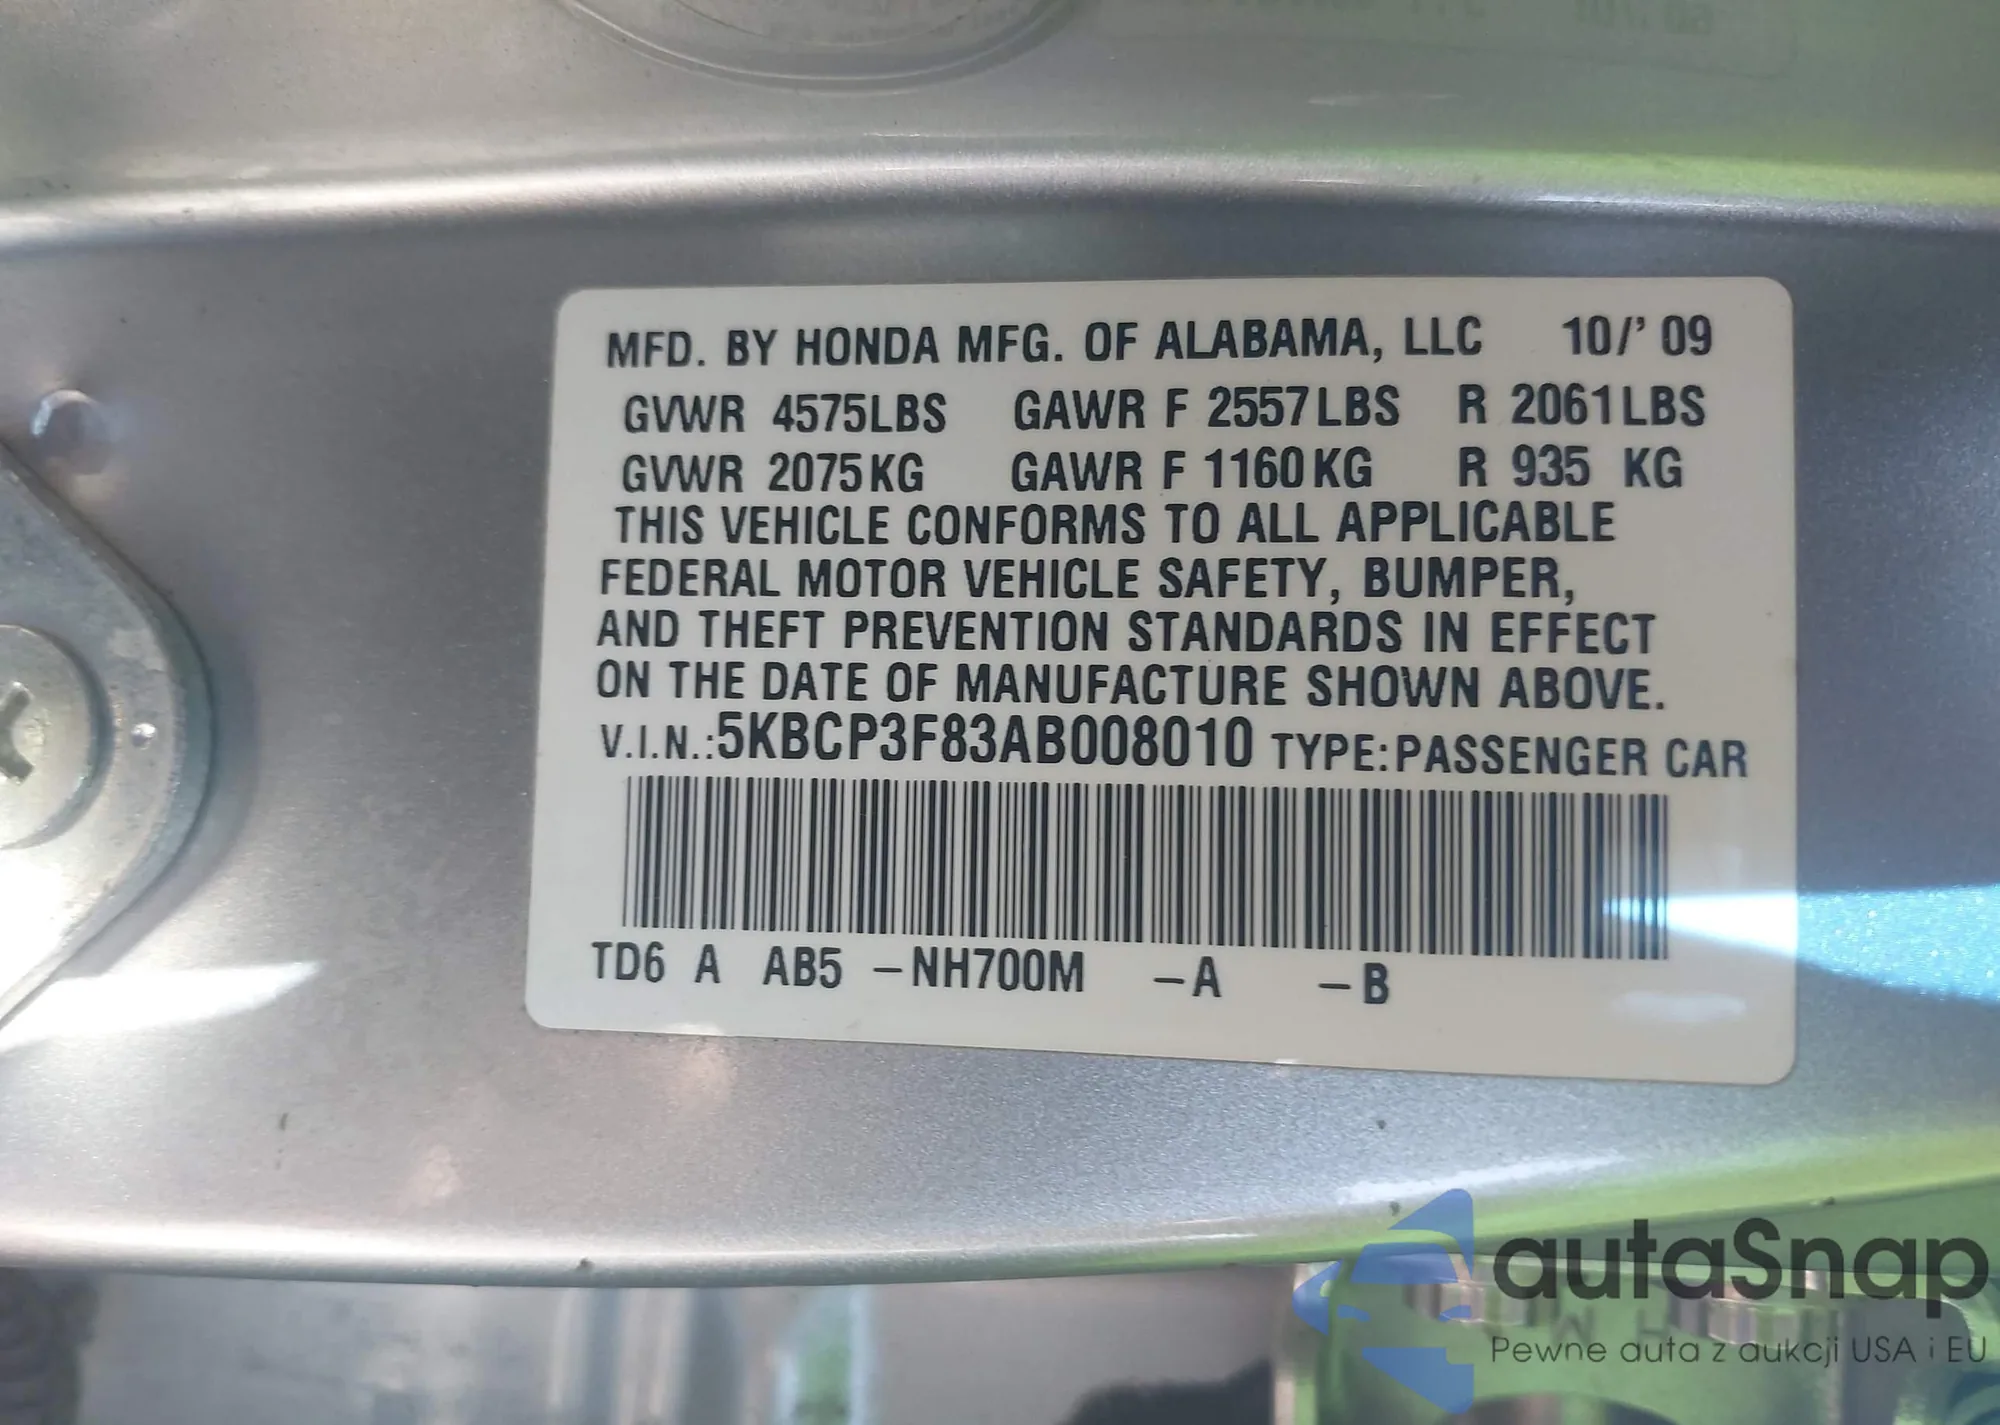 MFD. BY HONDA MFG. OF ALABAMA, LLC 10/'09
GVWR 4575LBS GAWR F 2557LBS R 2061LBS
GVWR 2075KG GAWR F 1160KG R 935 KG
THIS VEHICLE CONFORMS TO ALL APPLICABLE
FEDERAL MOTOR VEHICLE SAFETY, BUMPER,
AND THEFT PREVENTION STANDARDS IN EFFECT
ON THE DATE OF MANUFACTURE SHOWN ABOVE.
V.I.N.:5KBCP3F83AB008010 TYPE:PASSENGER CAR
TD6 A AB5 -NH700M -A -B
autaSnap
Pewne auta z aukcji USA i EU